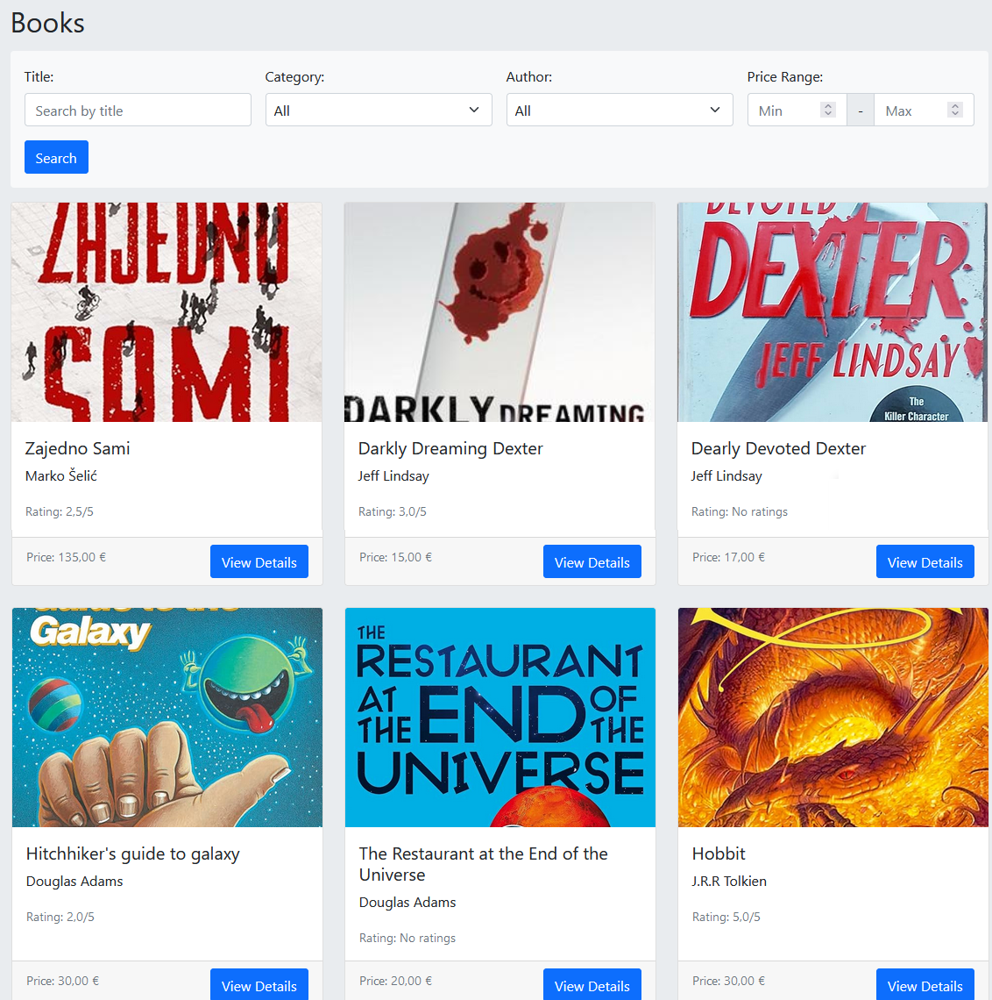 Books
Title:
Category:
Author:
Price Range:
Search by title
All
All
Min
-
Max
Search
ZAJEDNO
SAMI
DARKLY DREAMING
DEVOTED
DEXTER
JEFF LINDSAY
The
Killer Character
Zajedno Sami
Marko Šelić
Rating: 2,5/5
Price: 135,00 €
View Details
Darkly Dreaming Dexter
Jeff Lindsay
Rating: 3,0/5
Price: 15,00 €
View Details
Dearly Devoted Dexter
Jeff Lindsay
Rating: No ratings
Price: 17,00 €
View Details
Guide to the
Galaxy
THE
RESTAURANT
AT END OF
THE THE
UNIVERSE
Hitchhiker's guide to galaxy
Douglas Adams
Rating: 2,0/5
Price: 30,00 €
View Details
The Restaurant at the End of the
Universe
Douglas Adams
Rating: No ratings
Price: 20,00 €
View Details
Hobbit
J.R.R Tolkien
Rating: 5,0/5
Price: 30,00 €
View Details